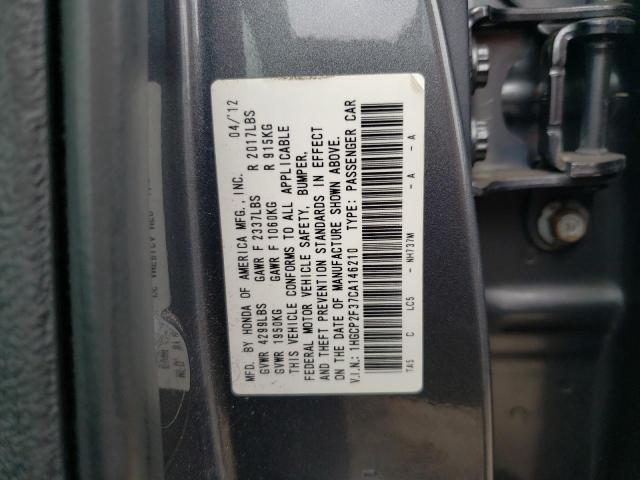 MFD. BY HONDA OF AMERICA MFG., INC. 04/'12
GVWR 4299LBS GAWR F 2337LBS R 2017LBS
GVWR 1950KG GAWR F 1060KG R 915KG
THIS VEHICLE CONFORMS TO ALL APPLICABLE
FEDERAL MOTOR VEHICLE SAFETY, BUMPER,
AND THEFT PREVENTION STANDARDS IN EFFECT
ON THE DATE OF MANUFACTURE SHOWN ABOVE.
V.I.N.: 1HGCP2F37CA146210 TYPE: PASSENGER CAR
TA5 C LC5 - NH737M - A - A